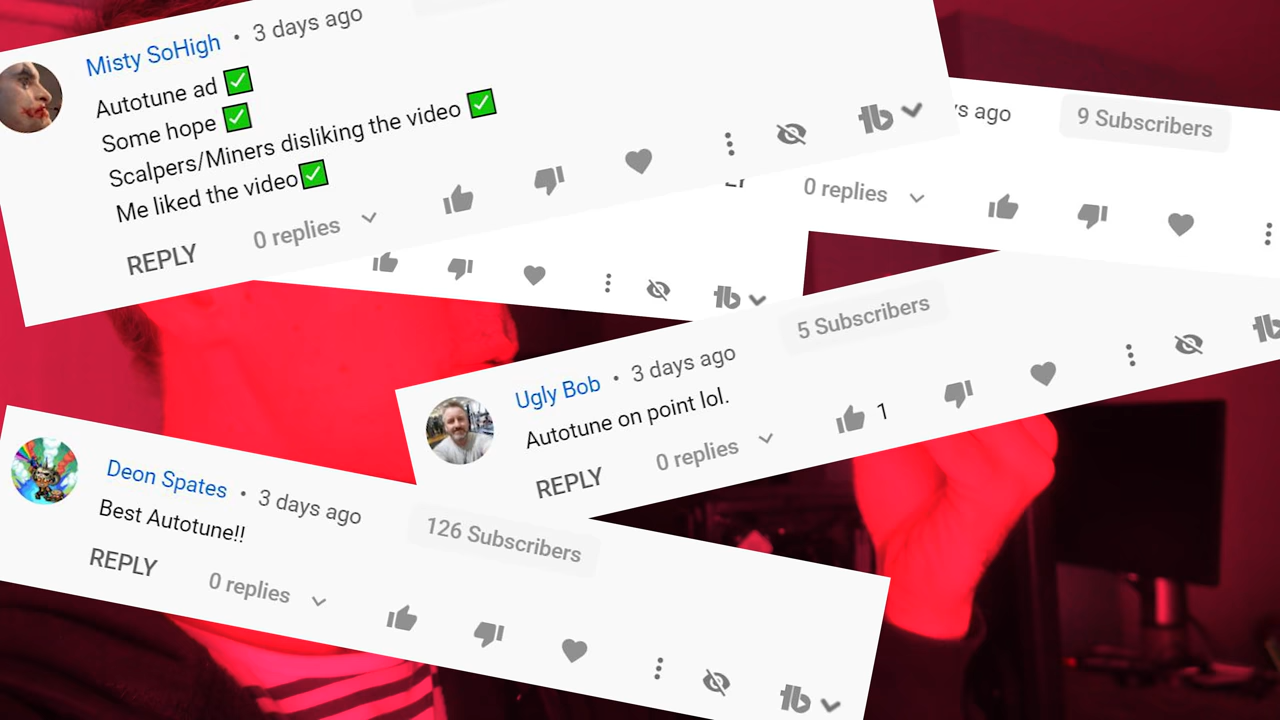 Misty SoHigh • 3 days ago
Autotune ad ✅
Some hope ✅
Scalpers/Miners disliking the video ✅
Me liked the video✅
REPLY 0 replies
ago 9 Subscribers
0 replies
Ugly Bob • 3 days ago 5 Subscribers
Autotune on point lol.
REPLY 0 replies 1
Deon Spates • 3 days ago 126 Subscribers
Best Autotune!!
REPLY 0 replies